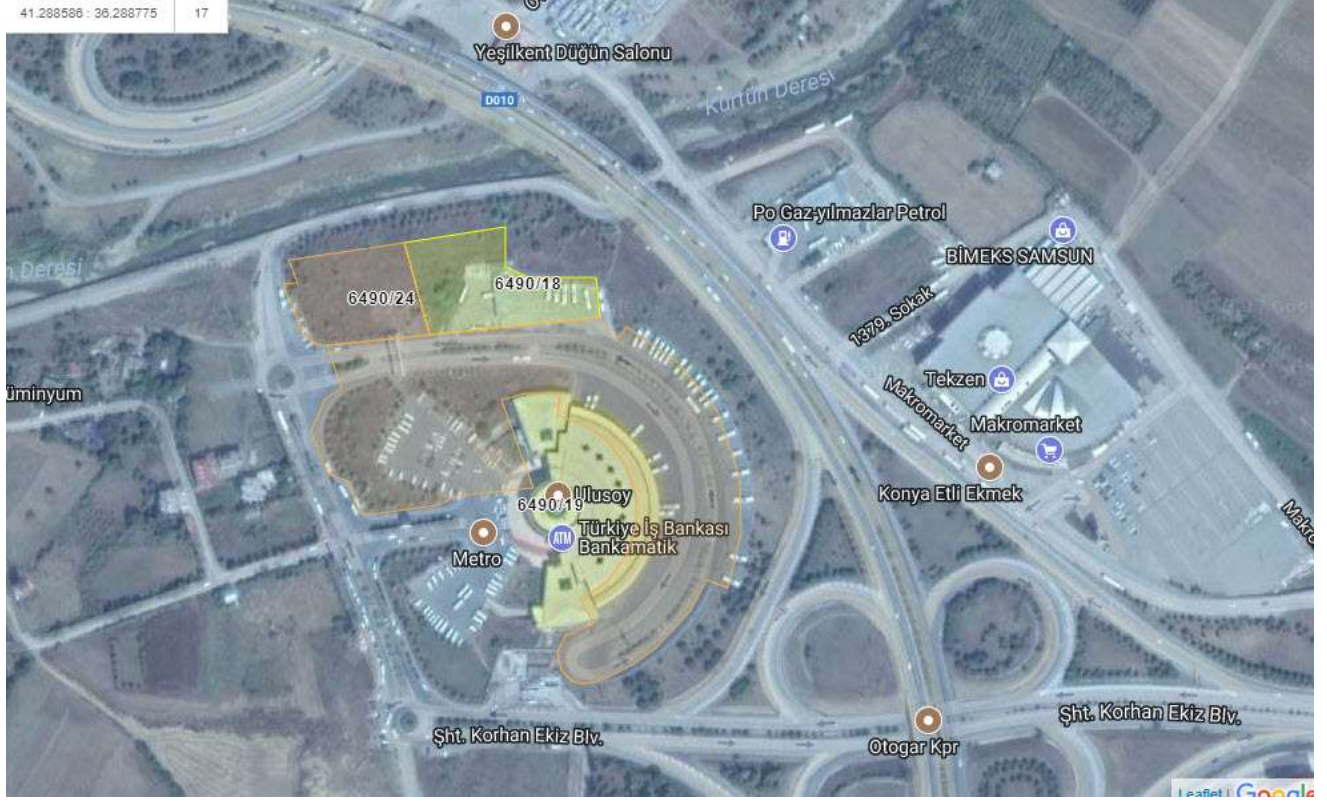 41.288586 : 36.288775 17
Yeşilkent Düğün Salonu
D010
Kürtün Deresi
Po Gaz-yılmazlar Petrol
BİMEKS SAMSUN
Deresi
6490/24
6490/18
1379. Sokak
Tekzen
üminyum
Makromarket
Makromarket
Konya Etli Ekmek
6490/19
Ulusoy
ATM
Türkiye İş Bankası
Bankamatik
Metro
Makro
Şht. Korhan Ekiz Blv.
Şht. Korhan Ekiz Blv.
Otogar Kpr
Leaflet | Google